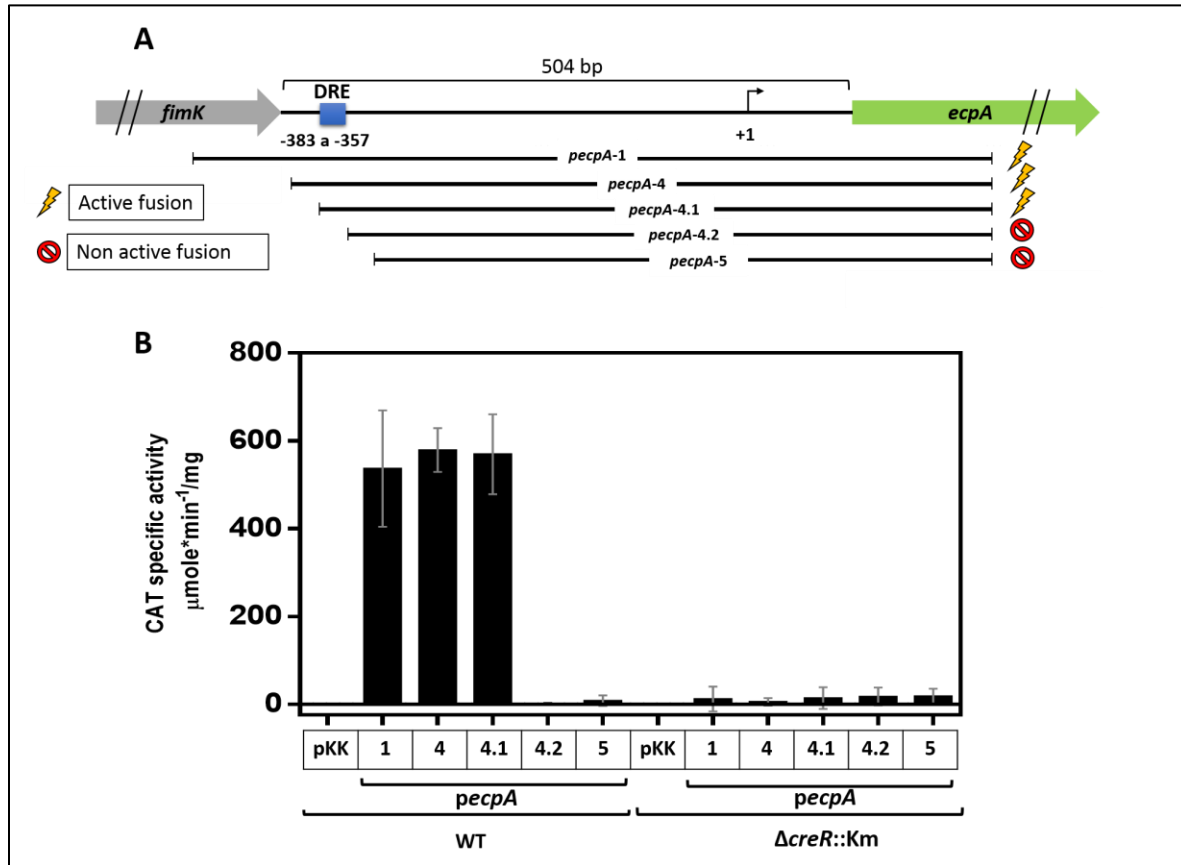 A
504 bp
DRE
fimK
ecpA
-383 a -357
+1
pecpA-1
pecpA-4
Active fusion
pecpA-4.1
pecpA-4.2
Non active fusion
pecpA-5
B
CAT specific activity
μmole*min⁻¹/mg
800
600
400
200
0
pKK 1 4 4.1 4.2 5 pKK 1 4 4.1 4.2 5
pecpA pecpA
WT ΔcreR::Km